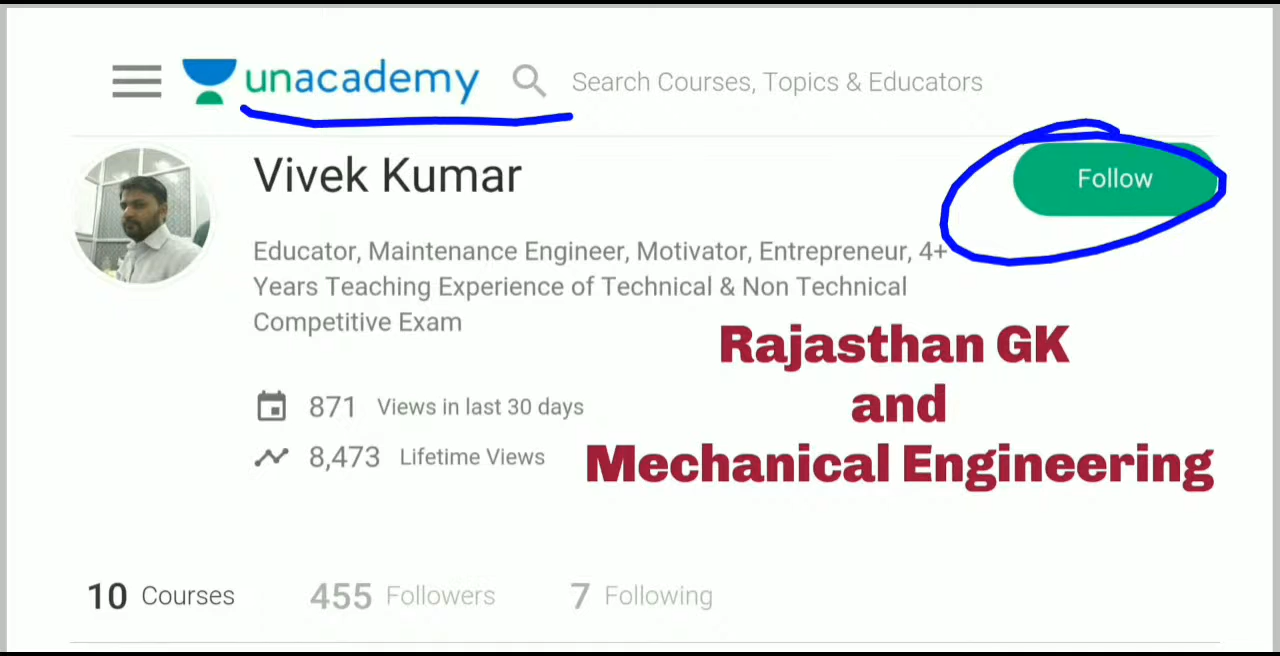 unacademy Search Courses, Topics & Educators
Vivek Kumar
Follow
Educator, Maintenance Engineer, Motivator, Entrepreneur, 4+
Years Teaching Experience of Technical & Non Technical
Competitive Exam
Rajasthan GK
and
Mechanical Engineering
871 Views in last 30 days
8,473 Lifetime Views
10 Courses 455 Followers 7 Following